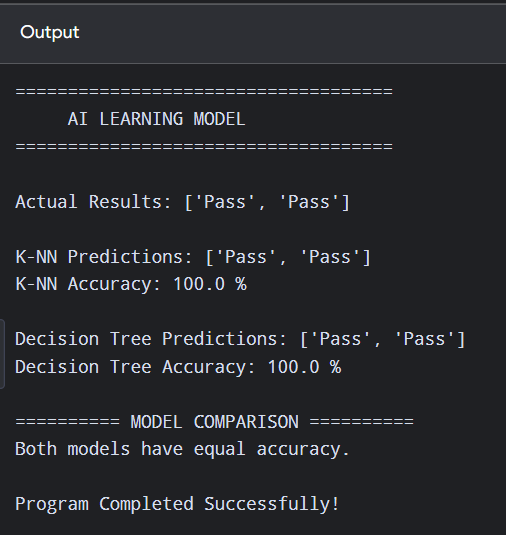 Output
====================================
AI LEARNING MODEL
====================================
Actual Results: ['Pass', 'Pass']
K-NN Predictions: ['Pass', 'Pass']
K-NN Accuracy: 100.0 %
Decision Tree Predictions: ['Pass', 'Pass']
Decision Tree Accuracy: 100.0 %
========== MODEL COMPARISON ==========
Both models have equal accuracy.
Program Completed Successfully!